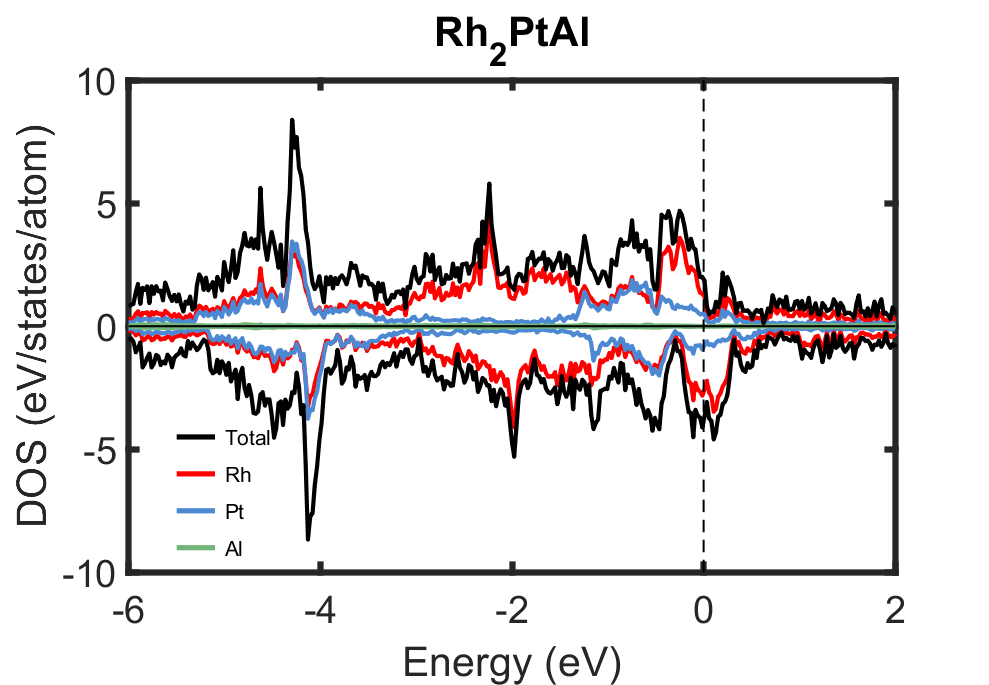 Rh₂PtAl
DOS (eV/states/atom)
10
5
0
-5
-10
Total
Rh
Pt
Al
-6 -4 -2 0 2
Energy (eV)